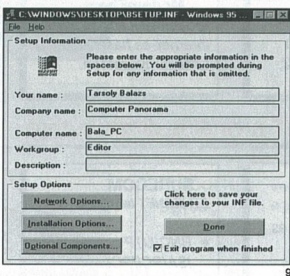 C:\WINDOWS\DESKTOP\BSETUP.INF - Windows 95 ...
File Help
Setup Information
Please enter the appropriate information in the
spaces below. You will be prompted during
Setup for any information that is omitted.
Your name : Tarsoly Balazs
Company name : Computer Panorama
Computer name : Bala_PC
Workgroup : Editor
Description :
Setup Options
Network Options...
Installation Options...
Optional Components...
Click here to save your
changes to your INF file.
Done
Exit program when finished
9